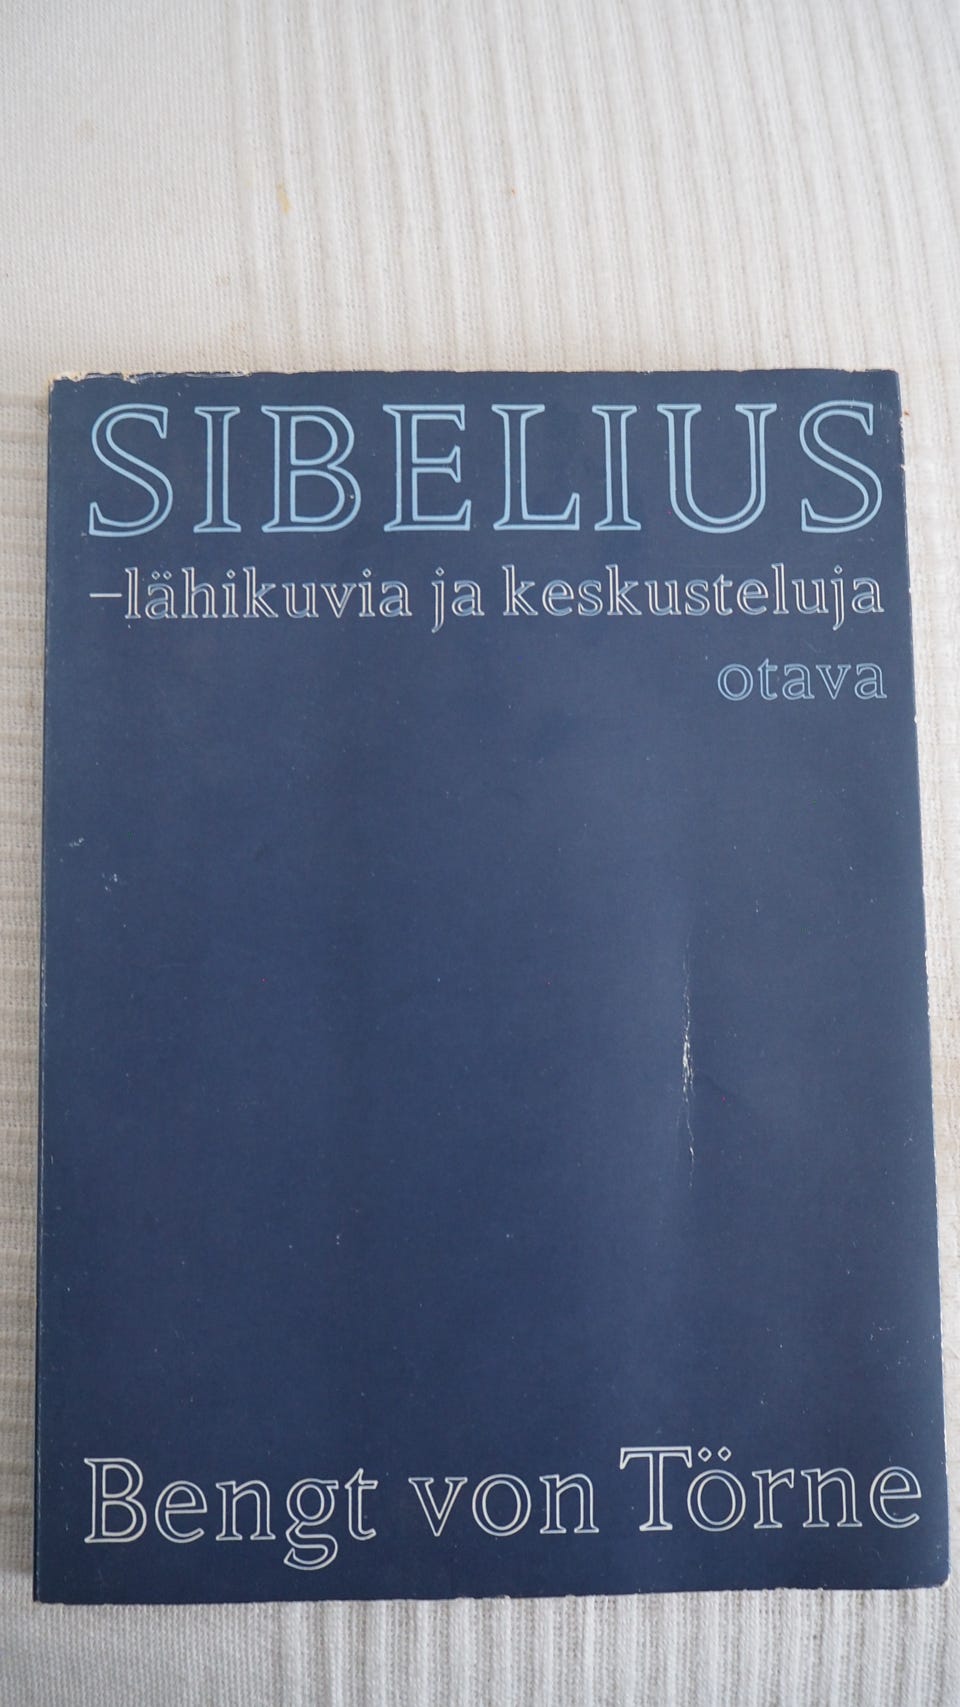 SIBELIUS
–lähikuvia ja keskusteluja
otava
Bengt von Törne